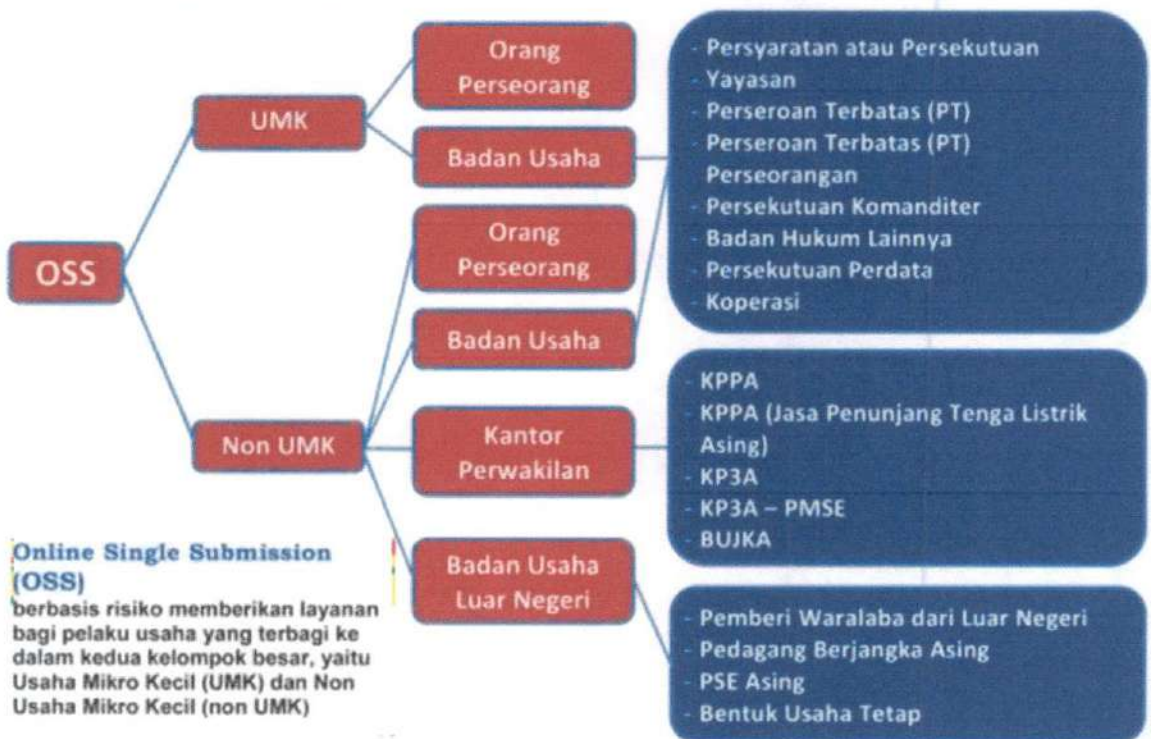 OSS
UMK
Non UMK
Orang
Perseorang
Badan Usaha
Orang
Perseorang
Badan Usaha
Kantor
Perwakilan
Badan Usaha
Luar Negeri
- Persyaratan atau Persekutuan
- Yayasan
- Perseroan Terbatas (PT)
- Perseroan Terbatas (PT)
Perseorangan
- Persekutuan Komanditer
- Badan Hukum Lainnya
- Persekutuan Perdata
- Koperasi
- KPPA
- KPPA (Jasa Penunjang Tenga Listrik
Asing)
- KP3A
- KP3A – PMSE
- BUJKA
- Pemberi Waralaba dari Luar Negeri
- Pedagang Berjangka Asing
- PSE Asing
- Bentuk Usaha Tetap
Online Single Submission
(OSS)
berbasis risiko memberikan layanan
bagi pelaku usaha yang terbagi ke
dalam kedua kelompok besar, yaitu
Usaha Mikro Kecil (UMK) dan Non
Usaha Mikro Kecil (non UMK)